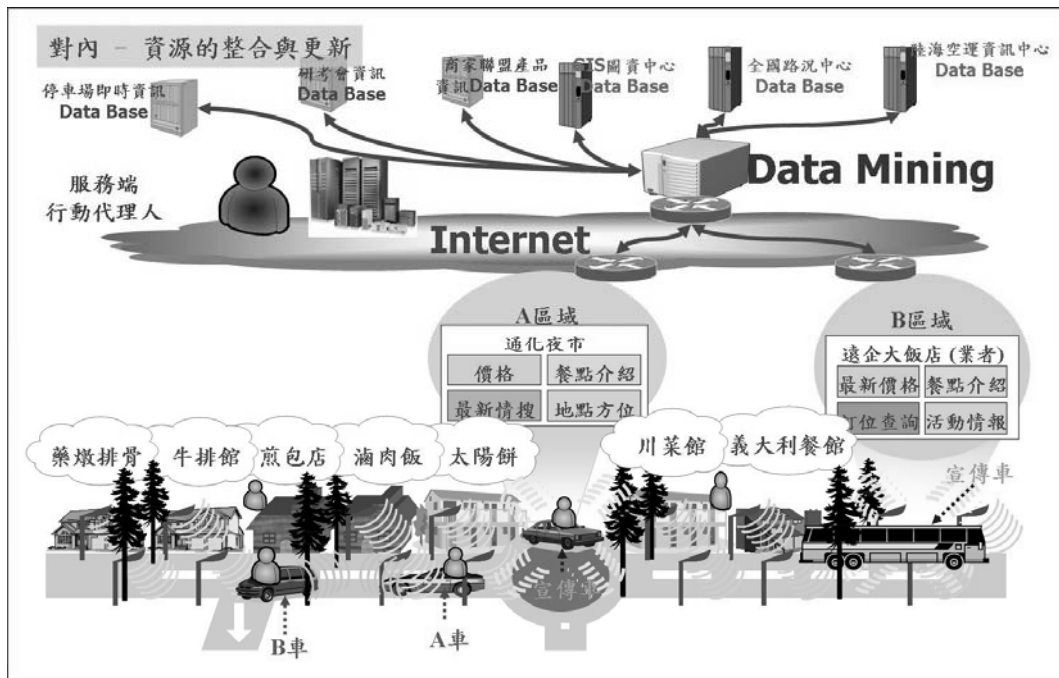 對內 – 資源的整合與更新
停車場即時資訊
Data Base
研考會資訊
Data Base
商家聯盟產品
資訊Data Base
GIS圖資中心
Data Base
全國路況中心
Data Base
陸海空運資訊中心
Data Base
服務端
行動代理人
Data Mining
Internet
A區域
通化夜市
價格
餐點介紹
最新情搜
地點方位
B區域
遠企大飯店 (業者)
最新價格
餐點介紹
訂位查詢
活動情報
藥燉排骨
牛排館
煎包店
滷肉飯
太陽餅
川菜館
義大利餐館
宣傳車
宣傳車
B車
A車